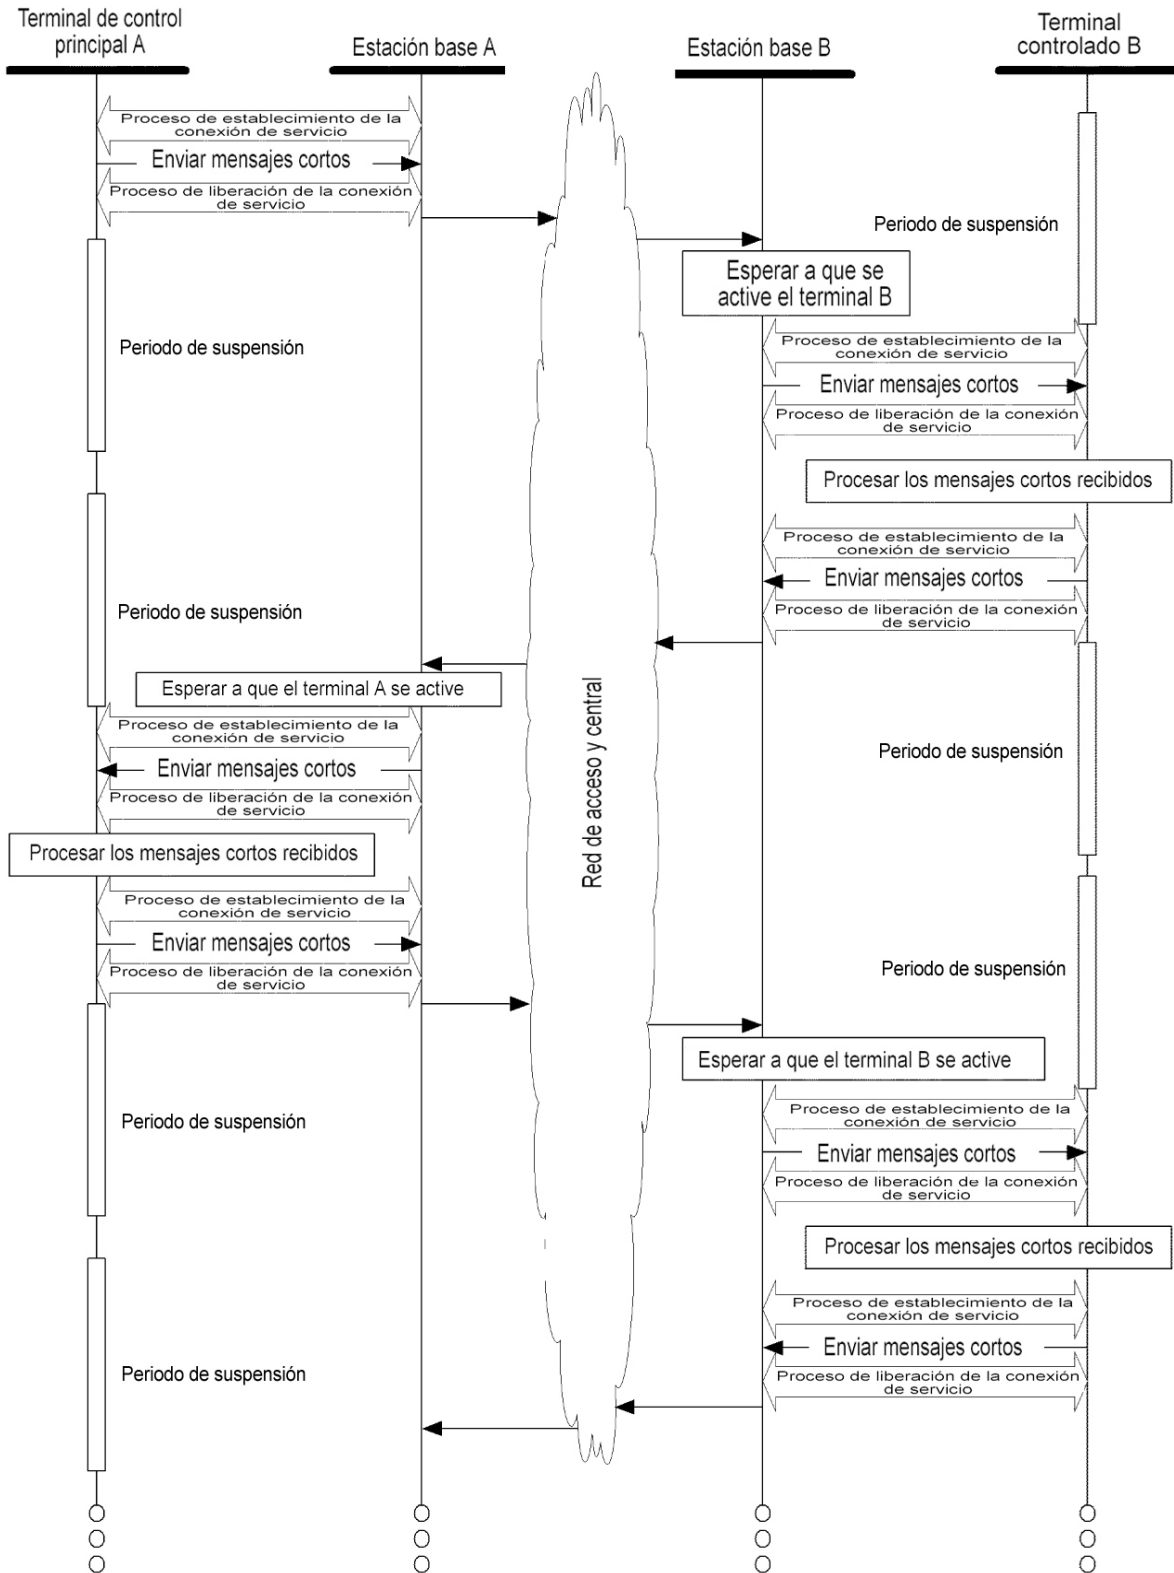 Terminal de control
principal A
Estación base A
Estación base B
Terminal
controlado B
Proceso de establecimiento de la
conexión de servicio
Enviar mensajes cortos
Proceso de liberación de la conexión
de servicio
Periodo de suspensión
Esperar a que se
active el terminal B
Periodo de suspensión
Proceso de establecimiento de la
conexión de servicio
Enviar mensajes cortos
Proceso de liberación de la conexión
de servicio
Procesar los mensajes cortos recibidos
Proceso de establecimiento de la
conexión de servicio
Enviar mensajes cortos
Proceso de liberación de la conexión
de servicio
Periodo de suspensión
Esperar a que el terminal A se active
Proceso de establecimiento de la
conexión de servicio
Enviar mensajes cortos
Proceso de liberación de la conexión
de servicio
Red de acceso y central
Periodo de suspensión
Procesar los mensajes cortos recibidos
Proceso de establecimiento de la
conexión de servicio
Enviar mensajes cortos
Proceso de liberación de la conexión
de servicio
Periodo de suspensión
Esperar a que el terminal B se active
Periodo de suspensión
Proceso de establecimiento de la
conexión de servicio
Enviar mensajes cortos
Proceso de liberación de la conexión
de servicio
Procesar los mensajes cortos recibidos
Proceso de establecimiento de la
conexión de servicio
Enviar mensajes cortos
Proceso de liberación de la conexión
de servicio
Periodo de suspensión